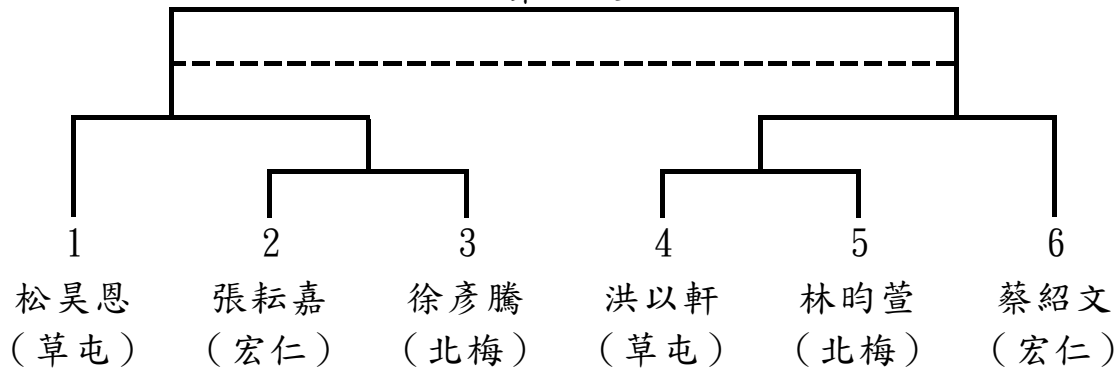 1 2 3 4 5 6
松昊恩 張耘嘉 徐彥騰 洪以軒 林昀萱 蔡紹文
(草屯) (宏仁) (北梅) (草屯) (北梅) (宏仁)